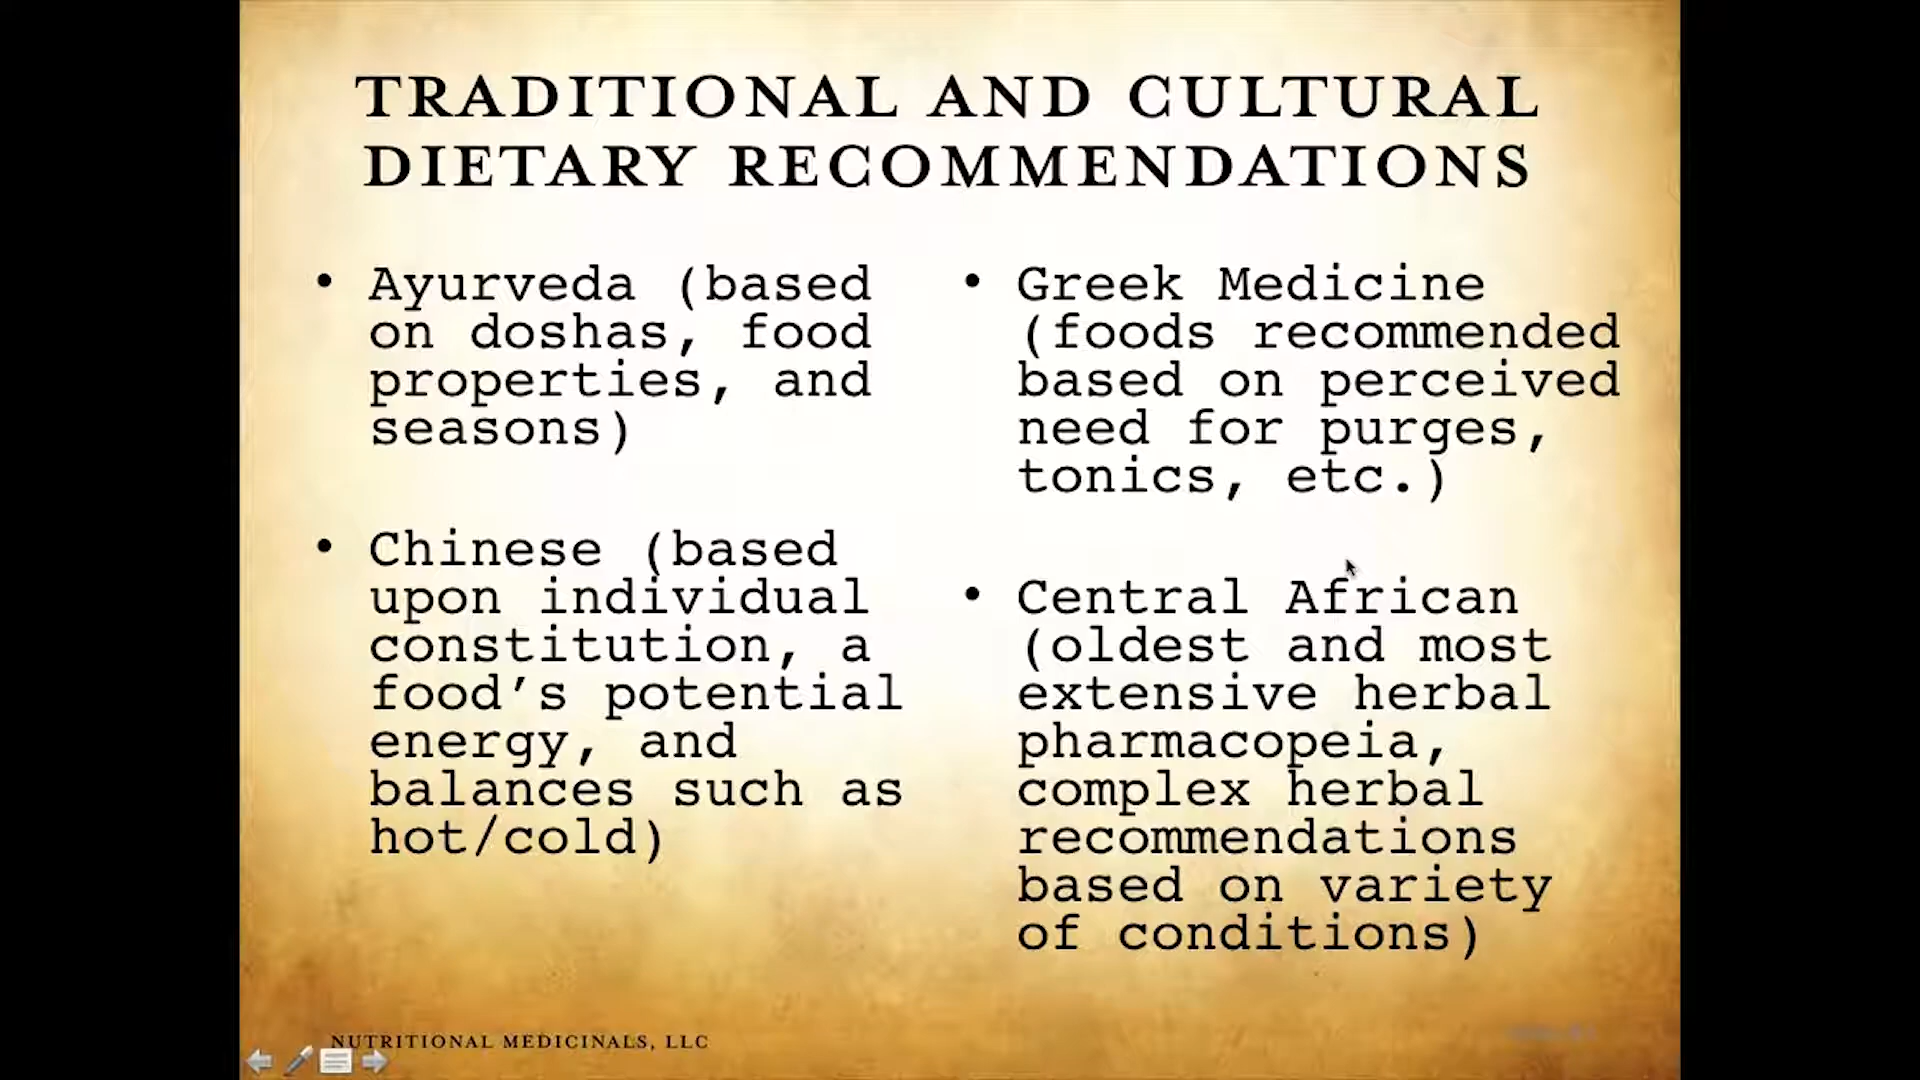 TRADITIONAL AND CULTURAL
DIETARY RECOMMENDATIONS
• Ayurveda (based
on doshas, food
properties, and
seasons)
• Chinese (based
upon individual
constitution, a
food’s potential
energy, and
balances such as
hot/cold)
• Greek Medicine
(foods recommended
based on perceived
need for purges,
tonics, etc.)
• Central African
(oldest and most
extensive herbal
pharmacopeia,
complex herbal
recommendations
based on variety
of conditions)
NUTRITIONAL MEDICINALS, LLC